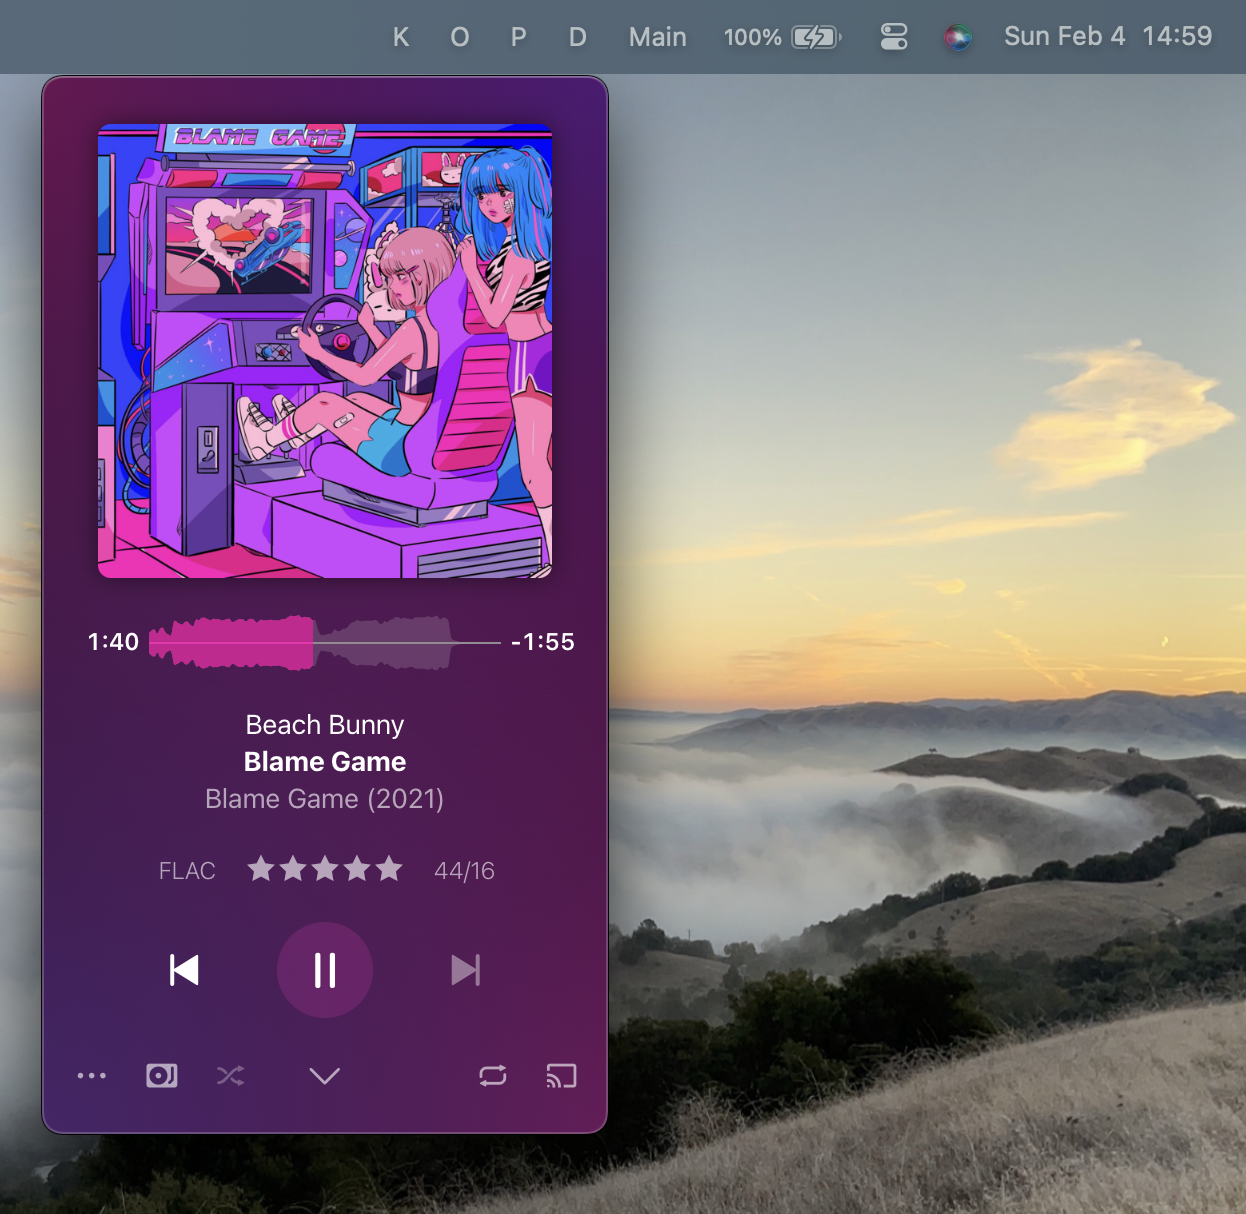 K O P D Main 100% Sun Feb 4 14:59
BLAME GAME
1:40 -1:55
Beach Bunny
Blame Game
Blame Game (2021)
FLAC 44/16